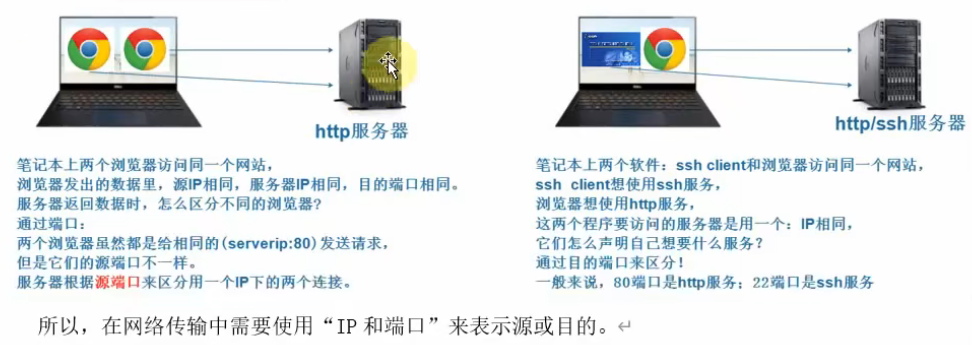 http服务器
笔记本上两个浏览器访问同一个网站，
浏览器发出的数据里，源IP相同，服务器IP相同，目的端口相同。
服务器返回数据时，怎么区分不同的浏览器?
通过端口：
两个浏览器虽然都是给相同的(serverip:80)发送请求，
但是它们的源端口不一样。
服务器根据源端口来区分用一个IP下的两个连接。
http/ssh服务器
笔记本上两个软件：ssh client和浏览器访问同一个网站，
ssh client想使用ssh服务，
浏览器想使用http服务，
这两个程序要访问的服务器是用一个：IP相同，
它们怎么声明自己想要什么服务？
通过目的端口来区分！
一般来说，80端口是http服务；22端口是ssh服务
所以，在网络传输中需要使用“IP 和端口”来表示源或目的。↵